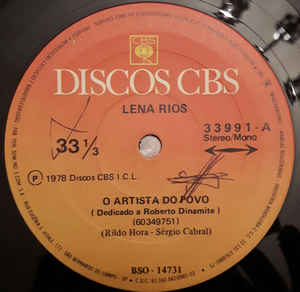 CBS
DISCOS CBS
LENA RIOS
33991-A
Stereo/Mono
33 1/3
℗ 1978 Discos CBS I.C.L.
O ARTISTA DO POVO
( Dedicado a Roberto Dinamite )
(60349751)
(Rildo Hora - Sérgio Cabral)
BSO - 14731